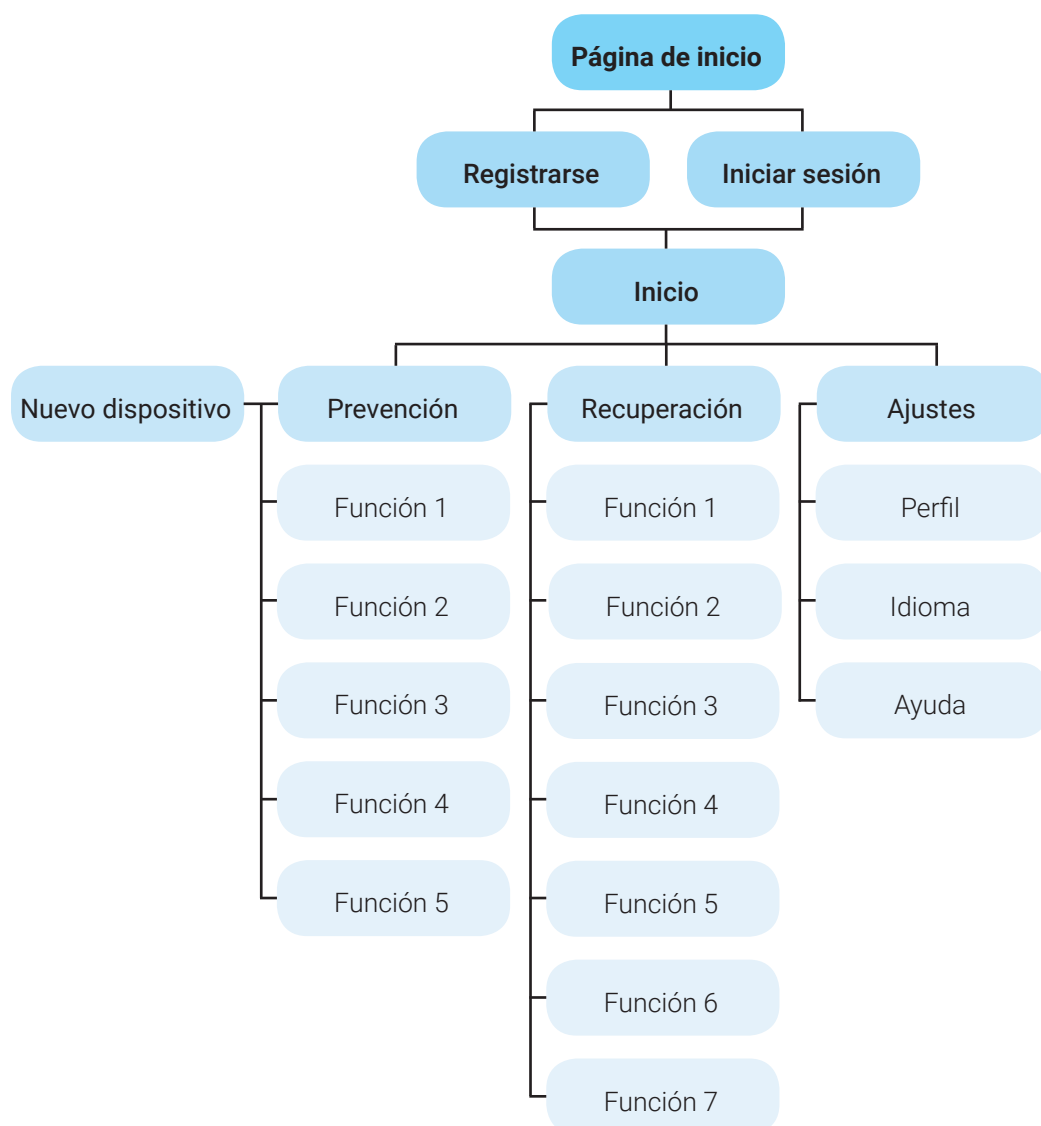 Página de inicio
Registrarse
Iniciar sesión
Inicio
Nuevo dispositivo
Prevención
Recuperación
Ajustes
Función 1
Función 1
Perfil
Función 2
Función 2
Idioma
Función 3
Función 3
Ayuda
Función 4
Función 4
Función 5
Función 5
Función 6
Función 7